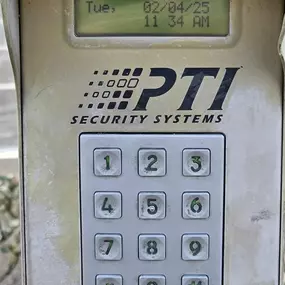 Tue, 02/04/25
11 34 AM
PTI
SECURITY SYSTEMS
1 2 3
4 5 6
7 8 9